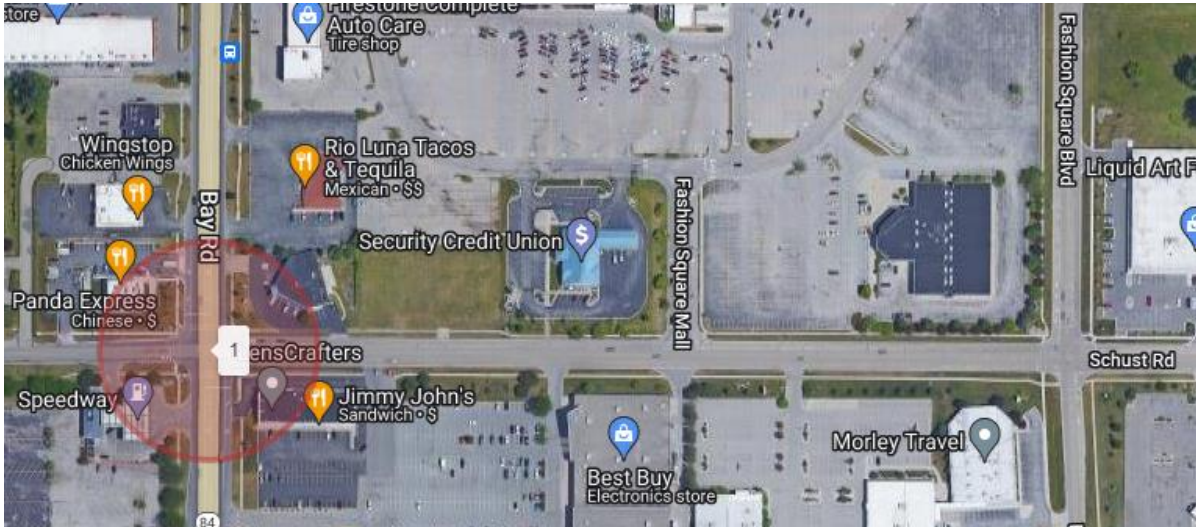 store
Firestone Complete
Auto Care
Tire shop
Fashion Square Blvd
Wingstop
Chicken Wings
Rio Luna Tacos
& Tequila
Mexican • $$
Liquid Art F
Bay Rd
Security Credit Union
$
Fashion Square Mall
Panda Express
Chinese • $
1
ensCrafters
Schust Rd
Speedway
Jimmy John's
Sandwich • $
Morley Travel
Best Buy
Electronics store
84